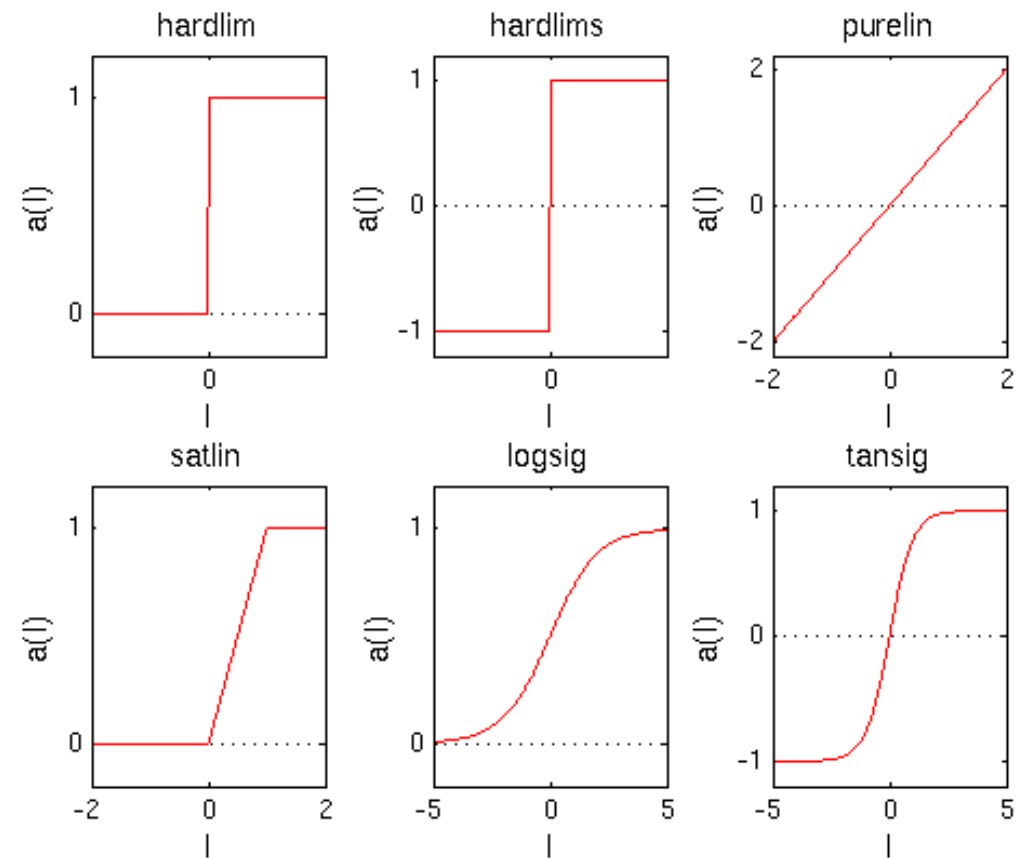 hardlim
1
a(I)
0
0
I
hardlims
1
a(I)
0
-1
0
I
purelin
2
a(I)
0
-2
-2 0 2
I
satlin
1
a(I)
0
-2 0 2
I
logsig
1
a(I)
0
-5 0 5
I
tansig
1
a(I)
0
-1
-5 0 5
I